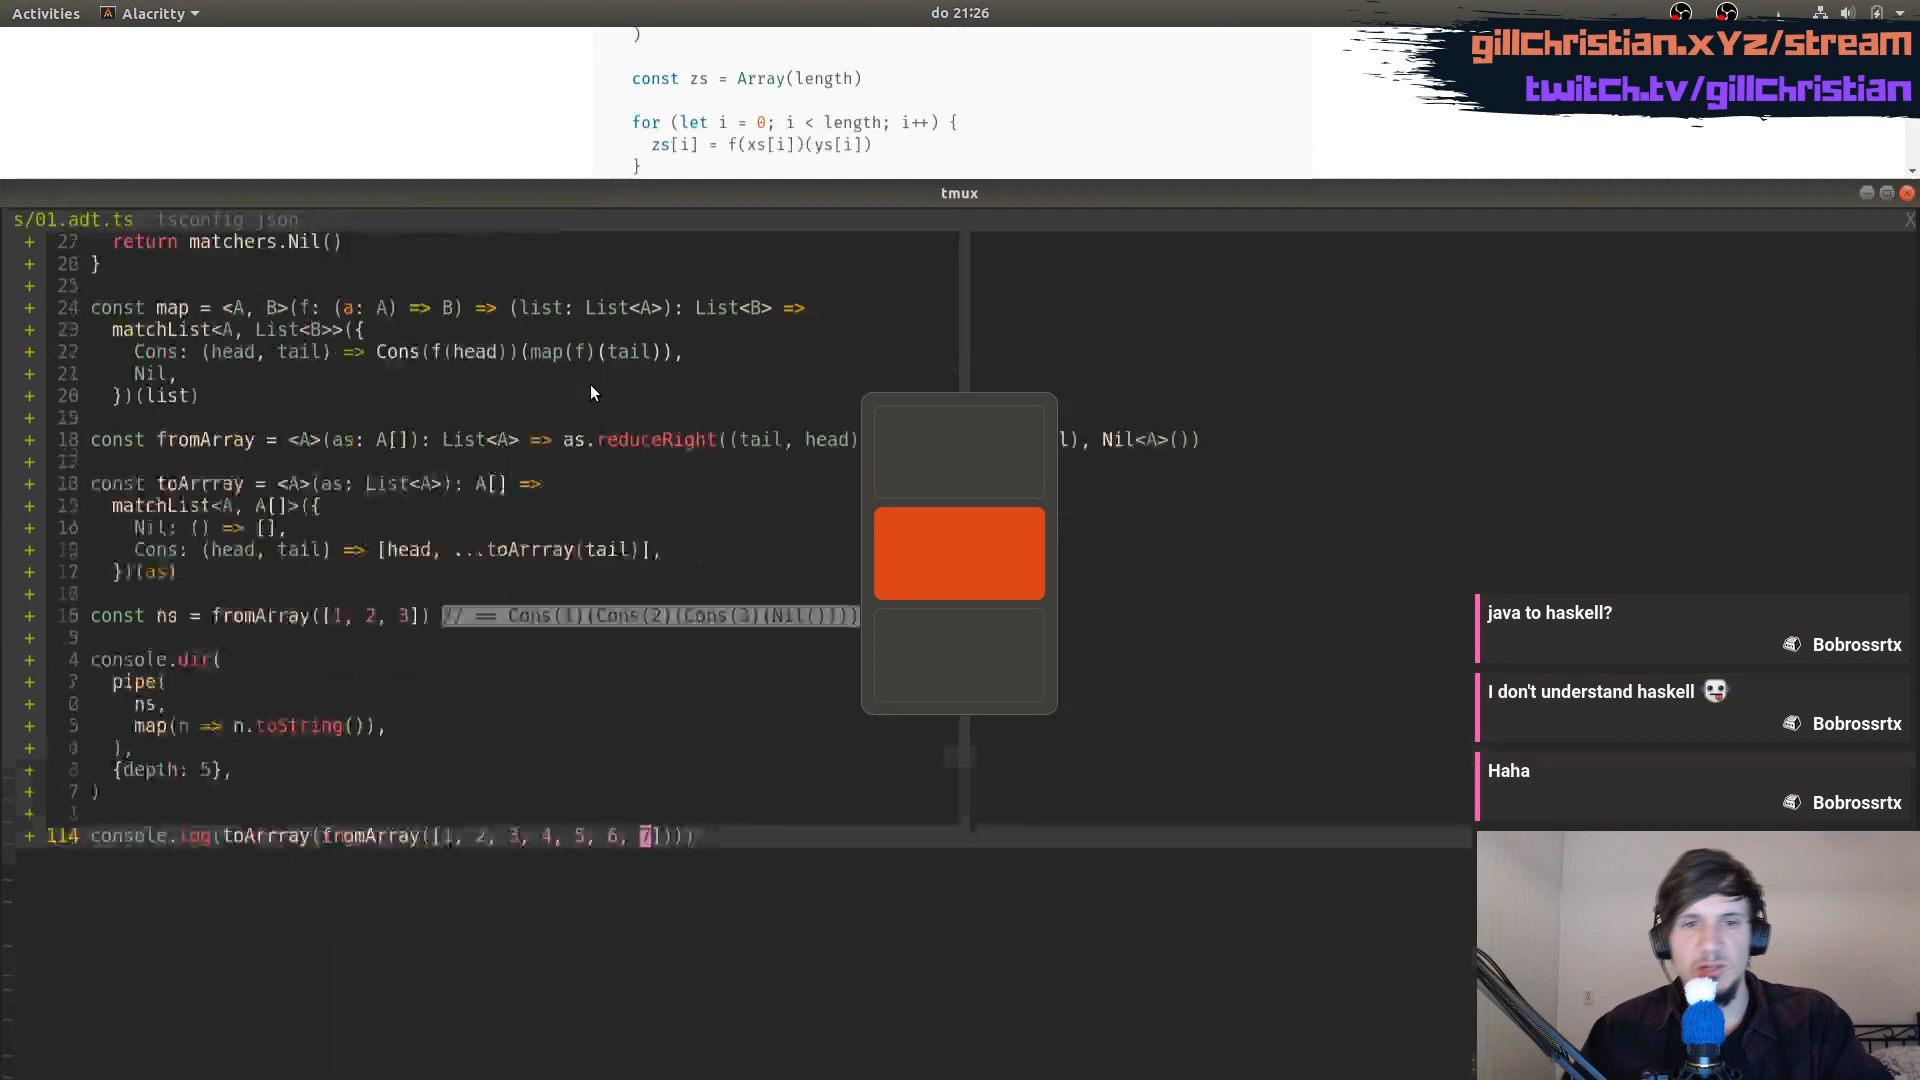 Activities
Alacritty
do 21:26
gillchristian.xyz/stream
twitch.tv/gillchristian
)
const zs = Array(length)
for (let i = 0; i < length; i++) {
zs[i] = f(xs[i])(ys[i])
}
tmux
s/01.adt.ts tsconfig.json X
+ 27 return matchers.Nil()
+ }
+
+ 24 const map = <A, B>(f: (a: A) => B) => (list: List<A>): List<B> =>
+ matchList<A, List<B>>({
+ Cons: (head, tail) => Cons(f(head))(map(f)(tail)),
+ 21 Nil,
+ 20 })(list)
+
+ const fromArray = <A>(as: A[]): List<A> => as.reduceRight((tail, head) l), Nil<A>())
+
+ const toArrray = <A>(as: List<A>): A[] =>
+ matchList<A, A[]>({
+ Nil: () => [],
+ Cons: (head, tail) => [head, ...toArrray(tail)],
+ })(as)
+
+ const ns = fromArray([1, 2, 3]) // == Cons(1)(Cons(2)(Cons(3)(Nil())))
+
+ 4 console.dir(
+ pipe(
+ ns,
+ map(n => n.toString()),
+ ),
+ {depth: 5},
+ 7 )
+
+ 114 console.log(toArrray(fromArray([1, 2, 3, 4, 5, 6, 7])))
java to haskell?
Bobrossrtx
I don't understand haskell
Bobrossrtx
Haha
Bobrossrtx